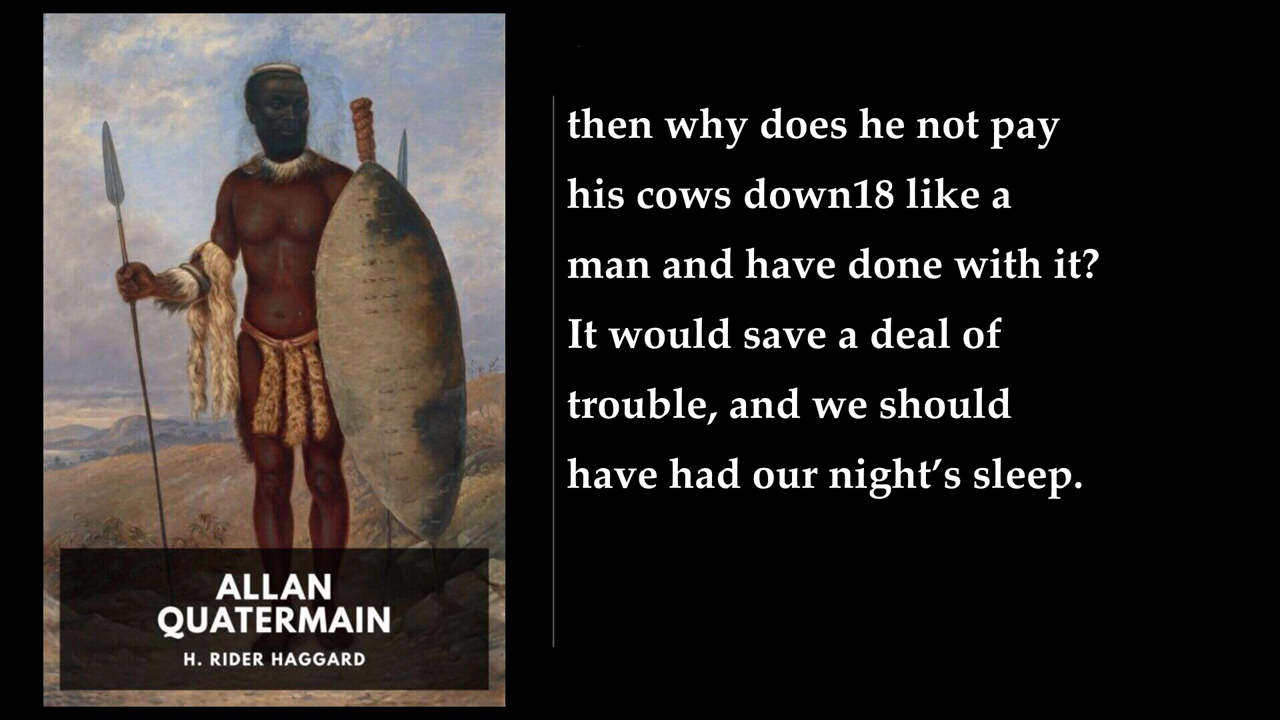 then why does he not pay
his cows down18 like a
man and have done with it?
It would save a deal of
trouble, and we should
have had our night’s sleep.
ALLAN
QUATERMAIN
H. RIDER HAGGARD